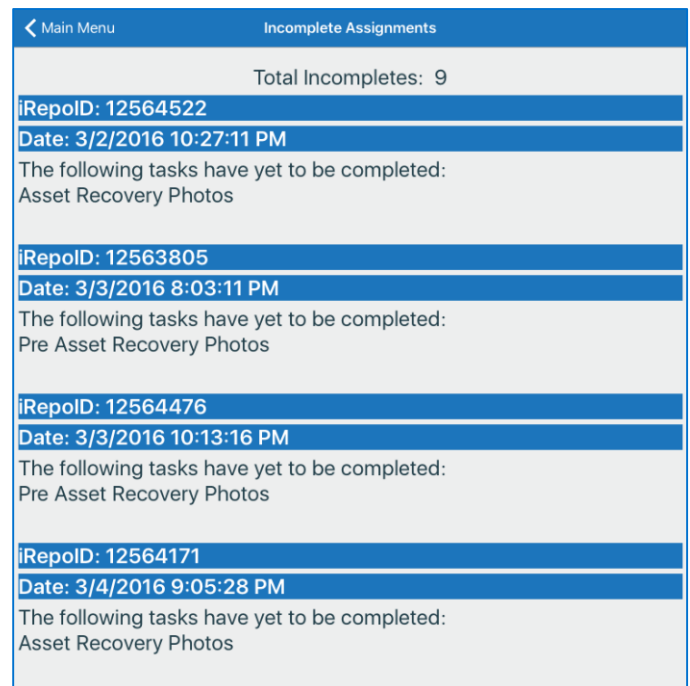 Main Menu
Incomplete Assignments
Total Incompletes: 9
iRepoID: 12564522
Date: 3/2/2016 10:27:11 PM
The following tasks have yet to be completed:
Asset Recovery Photos
iRepoID: 12563805
Date: 3/3/2016 8:03:11 PM
The following tasks have yet to be completed:
Pre Asset Recovery Photos
iRepoID: 12564476
Date: 3/3/2016 10:13:16 PM
The following tasks have yet to be completed:
Pre Asset Recovery Photos
iRepoID: 12564171
Date: 3/4/2016 9:05:28 PM
The following tasks have yet to be completed:
Asset Recovery Photos